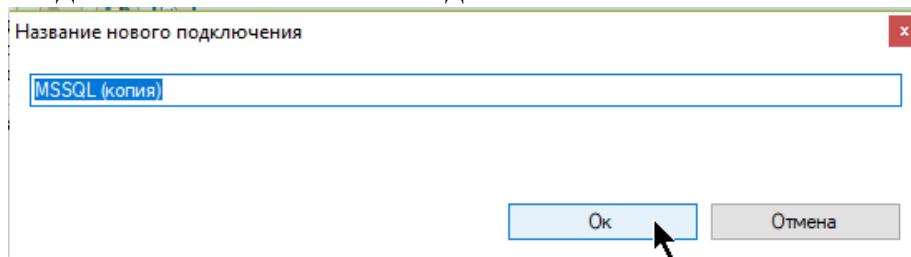 Название нового подключения
x
MSSQL (копия)
Ок
Отмена